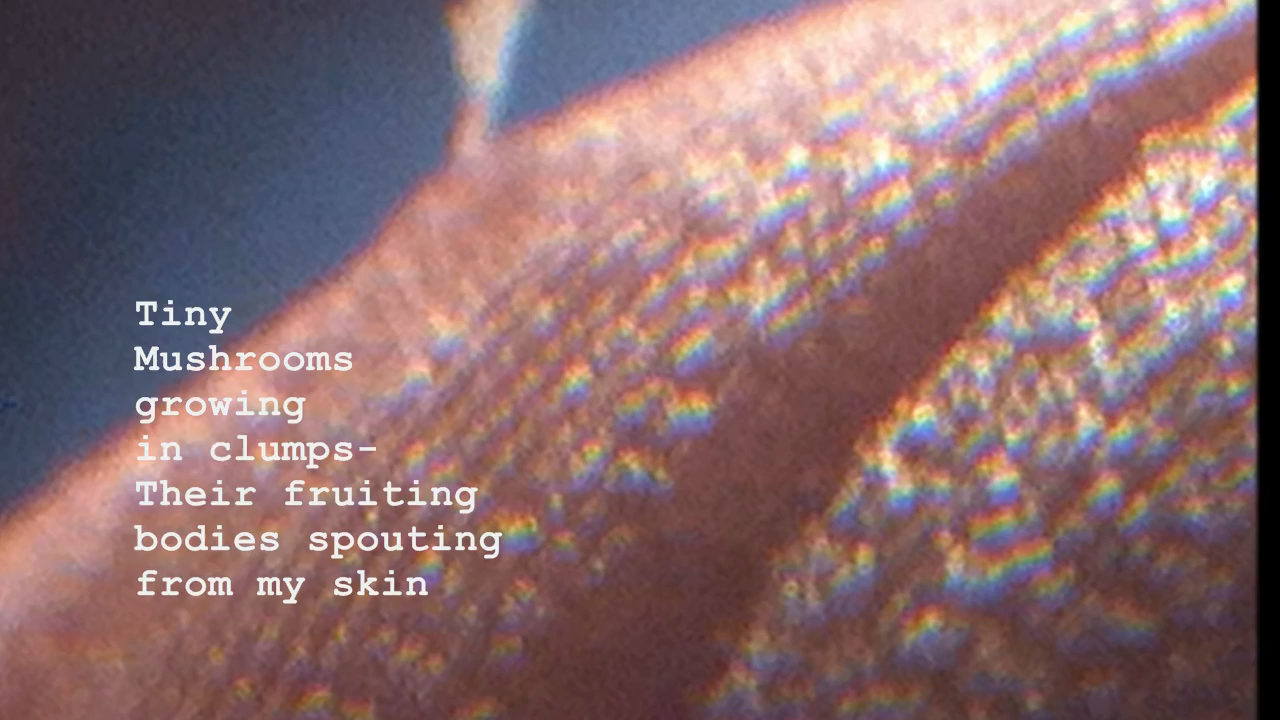 Tiny
Mushrooms
growing
in clumps-
Their fruiting
bodies spouting
from my skin